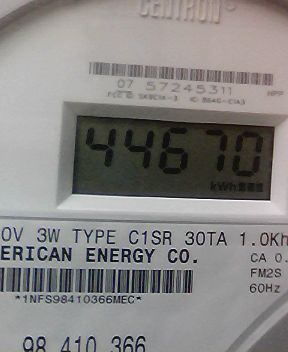 CENTRON
07 57245311
44670
kWh
0V 3W TYPE C1SR 30TA 1.0Kh
ERICAN ENERGY CO.
CA 0.
FM2S
60Hz
*1NFS98410366MEC*
98 410 366